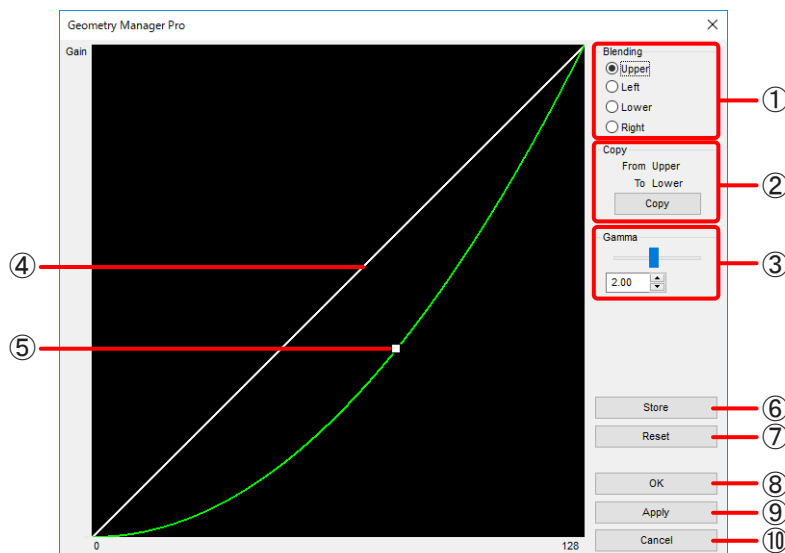 Geometry Manager Pro
Gain
Blending
Upper
Left
Lower
Right
①
Copy
From Upper
To Lower
Copy
②
Gamma
2.00
③
④
⑤
Store
⑥
Reset
⑦
OK
⑧
Apply
⑨
Cancel
⑩
0
128